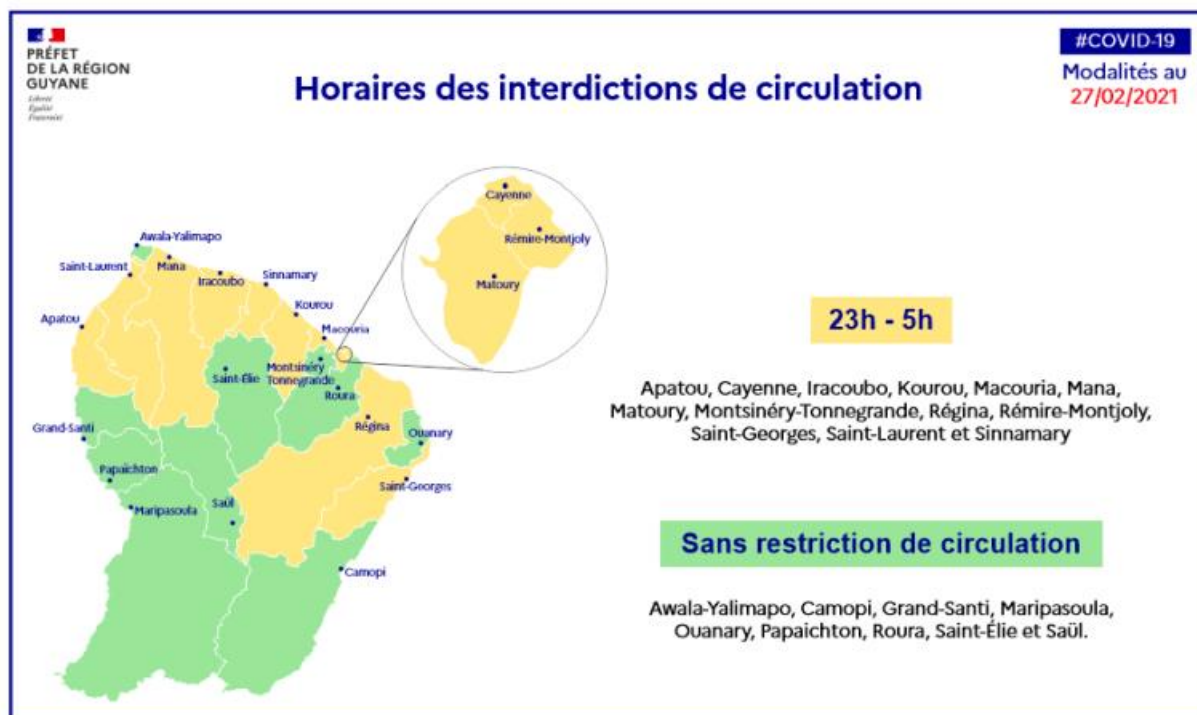 PRÉFET
DE LA RÉGION
GUYANE
Liberté
Égalité
Fraternité
Horaires des interdictions de circulation
#COVID-19
Modalités au
27/02/2021
Cayenne
Rémire-Montjoly
Matoury
Awala-Yalimapo
Saint-Laurent
Mana
Iracoubo
Sinnamary
Kourou
Apatou
Macouria
Saint-Élie
Montsinéry
Tonnegrande
Roura
Grand-Santi
Régina
Ouanary
Papaïchton
Saint-Georges
Saül
Maripasoula
Camopi
23h - 5h
Apatou, Cayenne, Iracoubo, Kourou, Macouria, Mana,
Matoury, Montsinéry-Tonnegrande, Régina, Rémire-Montjoly,
Saint-Georges, Saint-Laurent et Sinnamary
Sans restriction de circulation
Awala-Yalimapo, Camopi, Grand-Santi, Maripasoula,
Ouanary, Papaichton, Roura, Saint-Élie et Saül.